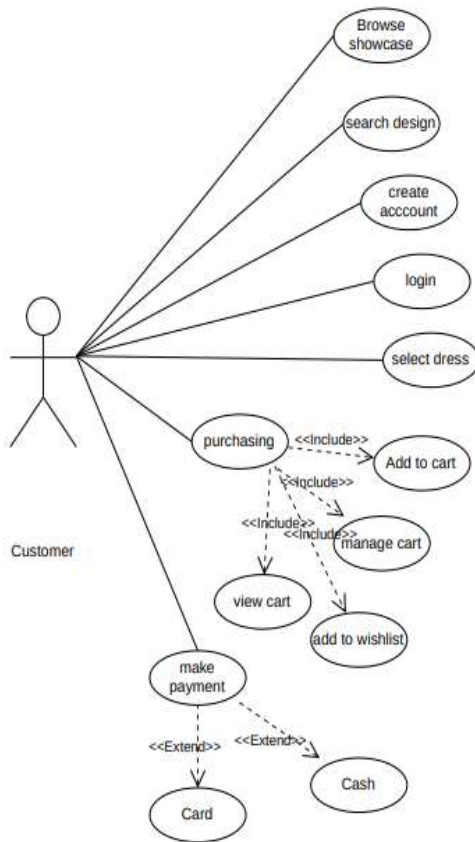 Browse
showcase
search design
create
acccount
login
select dress
purchasing
<<Include>>
Add to cart
<<Include>>
manage cart
<<Include>>
<<Include>>
view cart
add to wishlist
Customer
make
payment
<<Extend>>
<<Extend>>
Card
Cash